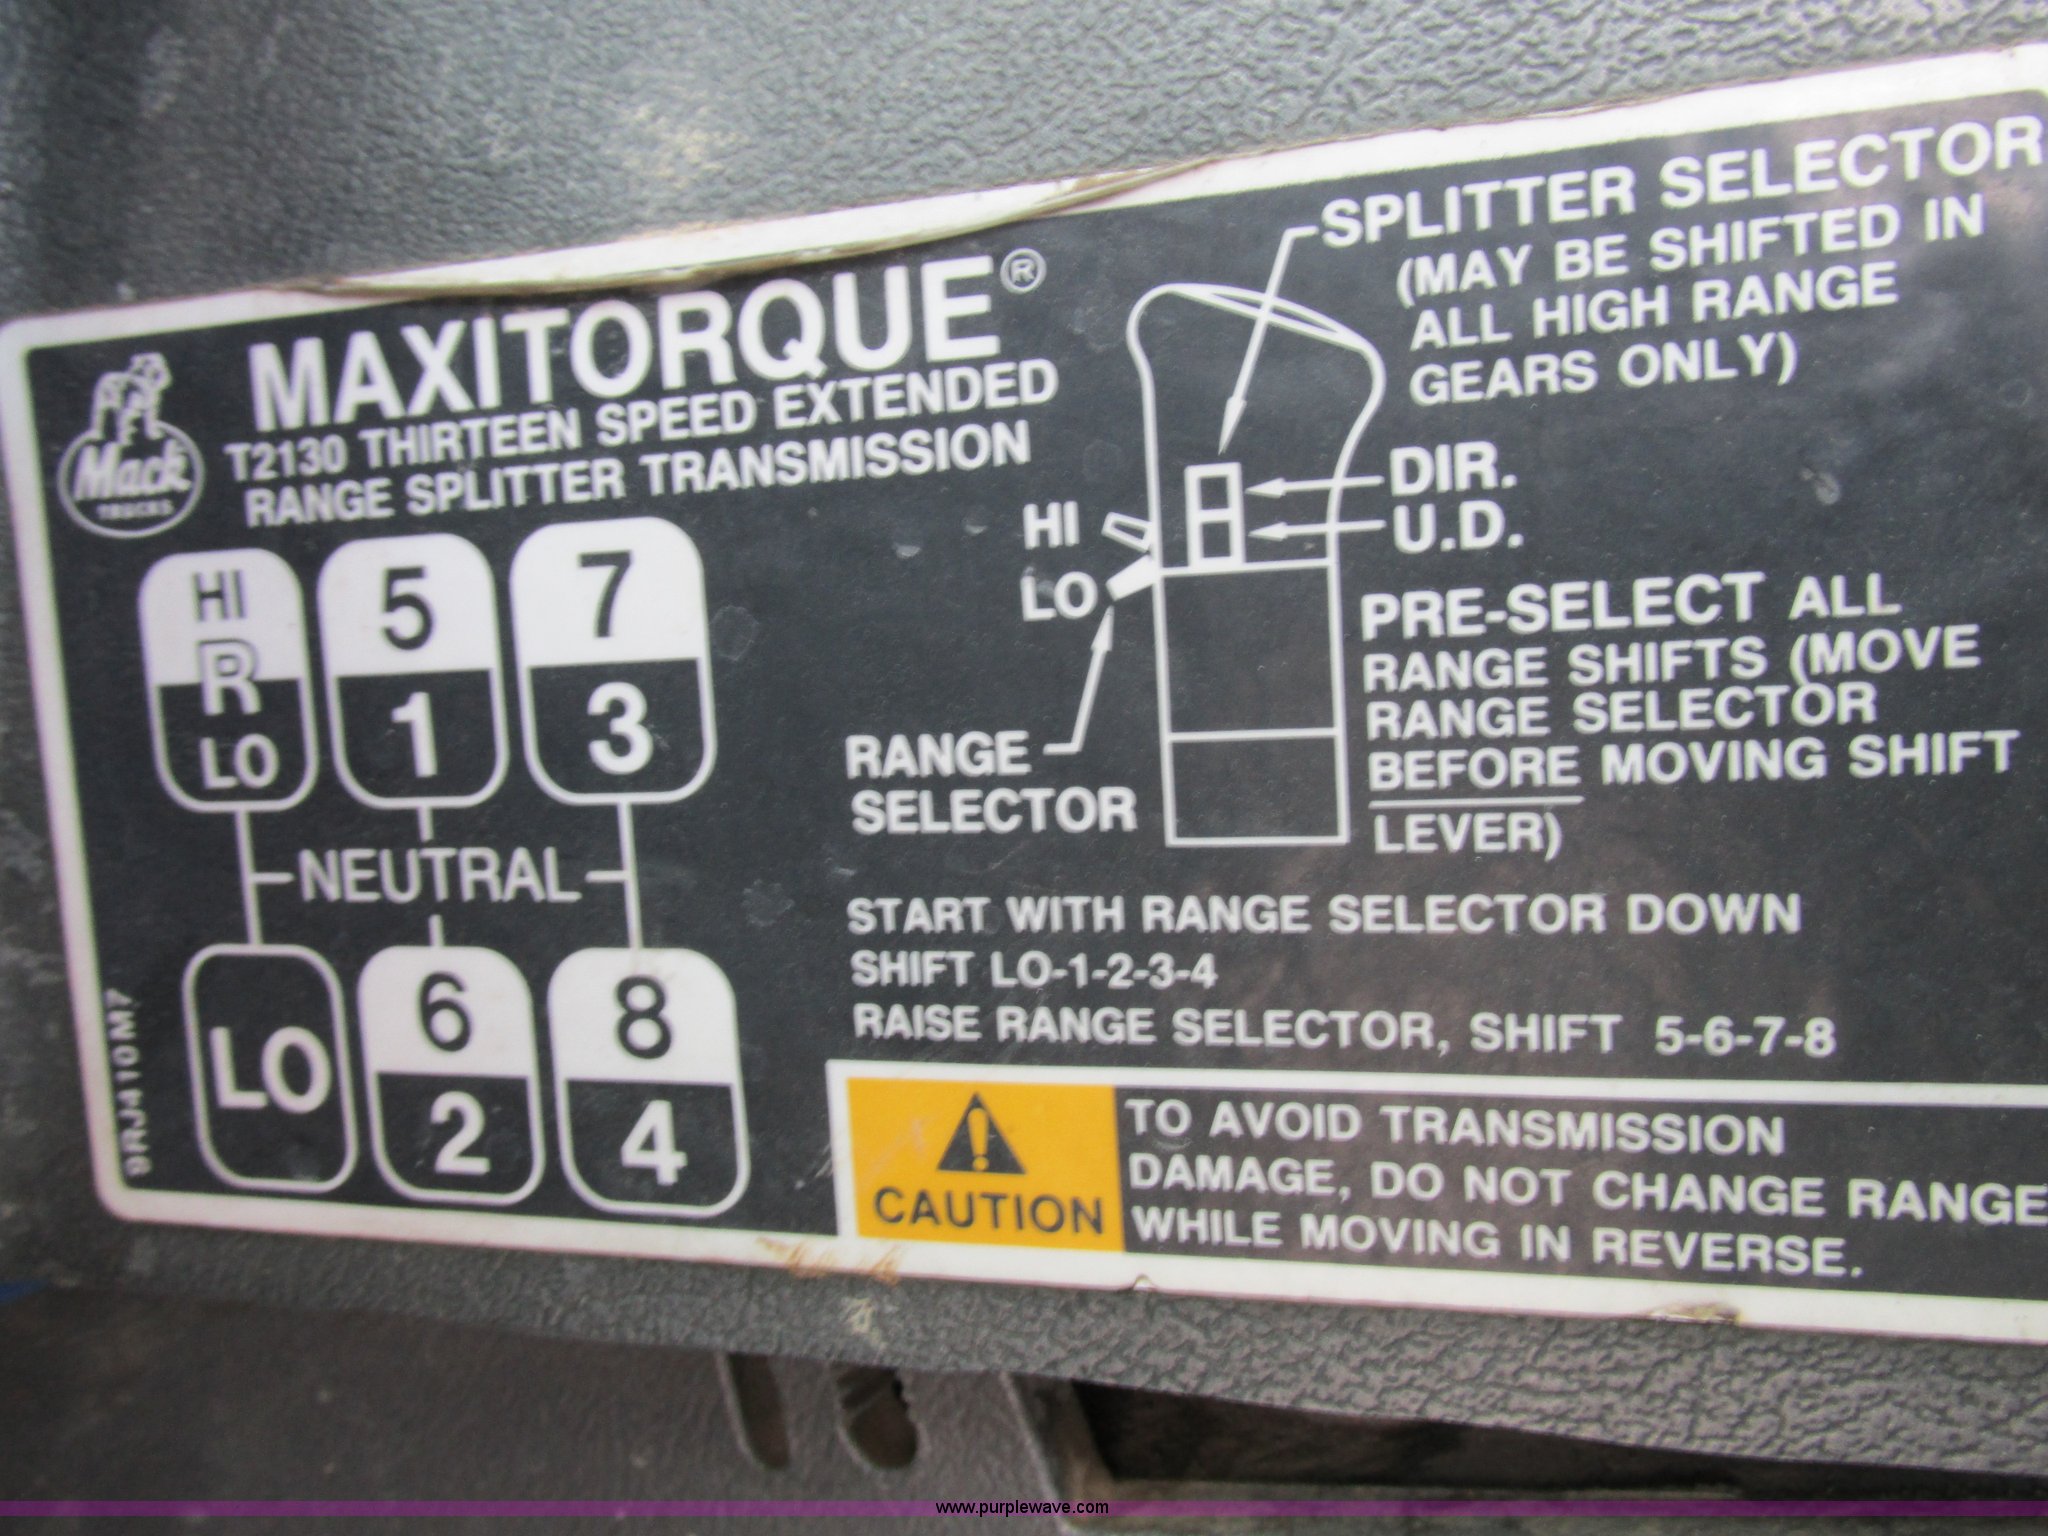 MAXITORQUE®
T2130 THIRTEEN SPEED EXTENDED
RANGE SPLITTER TRANSMISSION
Mack
TRUCKS
HI
R
LO
5
1
7
3
NEUTRAL
LO
6
2
8
4
9RJ410M7
SPLITTER SELECTOR
(MAY BE SHIFTED IN
ALL HIGH RANGE
GEARS ONLY)
DIR.
U.D.
HI
LO
RANGE
SELECTOR
PRE-SELECT ALL
RANGE SHIFTS (MOVE
RANGE SELECTOR
BEFORE MOVING SHIFT
LEVER)
START WITH RANGE SELECTOR DOWN
SHIFT LO-1-2-3-4
RAISE RANGE SELECTOR, SHIFT 5-6-7-8
CAUTION
TO AVOID TRANSMISSION
DAMAGE, DO NOT CHANGE RANGE
WHILE MOVING IN REVERSE.
www.purplewave.com